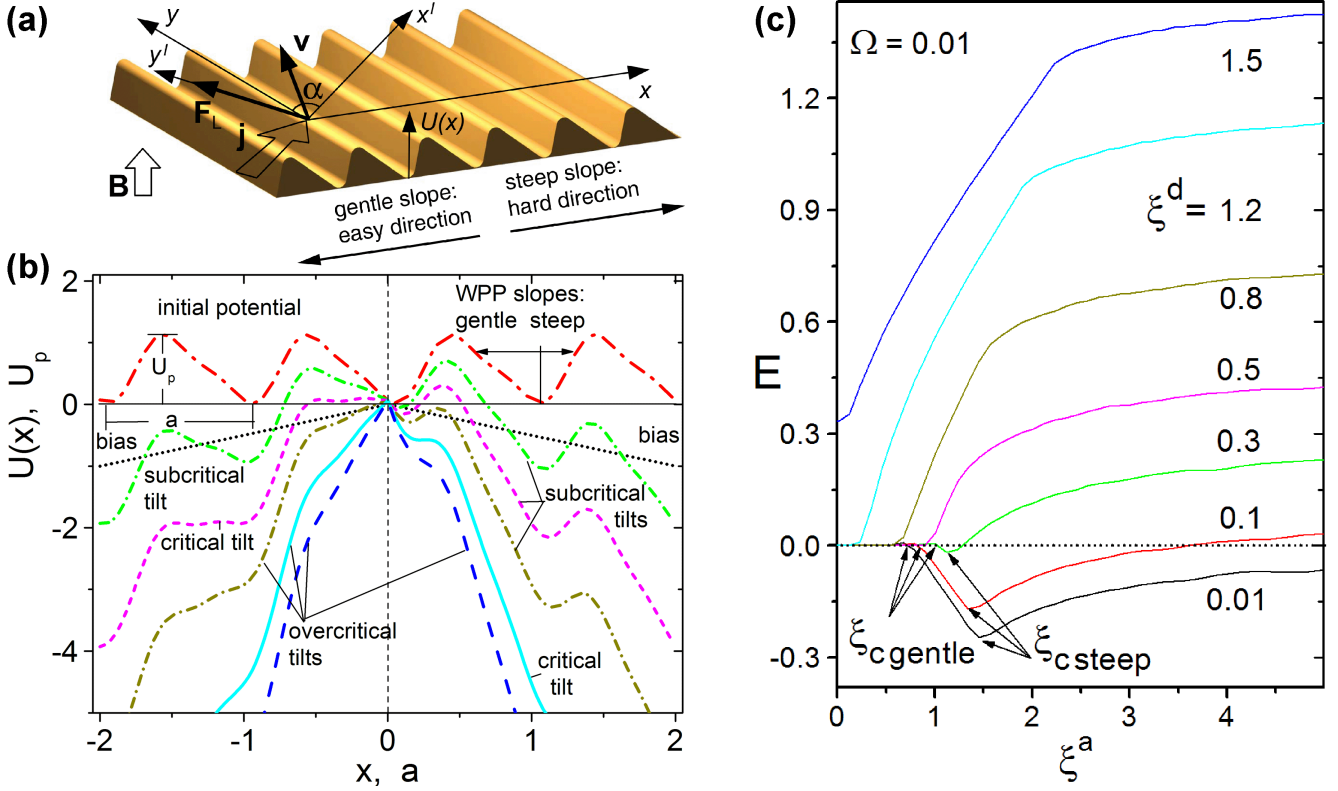 (a)
y
x^I
y^I
v
α
x
F_L
j
U(x)
B
gentle slope:
easy direction
steep slope:
hard direction
(b)
U(x), U_p
2
0
-2
-4
initial potential
WPP slopes:
gentle steep
U_p
a
bias
bias
subcritical
tilt
subcritical
tilts
critical tilt
overcritical
tilts
critical
tilt
-2
-1
0
1
2
x, a
(c)
Ω = 0.01
E
1.2
0.9
0.6
0.3
0.0
-0.3
1.5
ξ^d = 1.2
0.8
0.5
0.3
0.1
0.01
ξ_c gentle
ξ_c steep
0
1
2
3
4
ξ^a